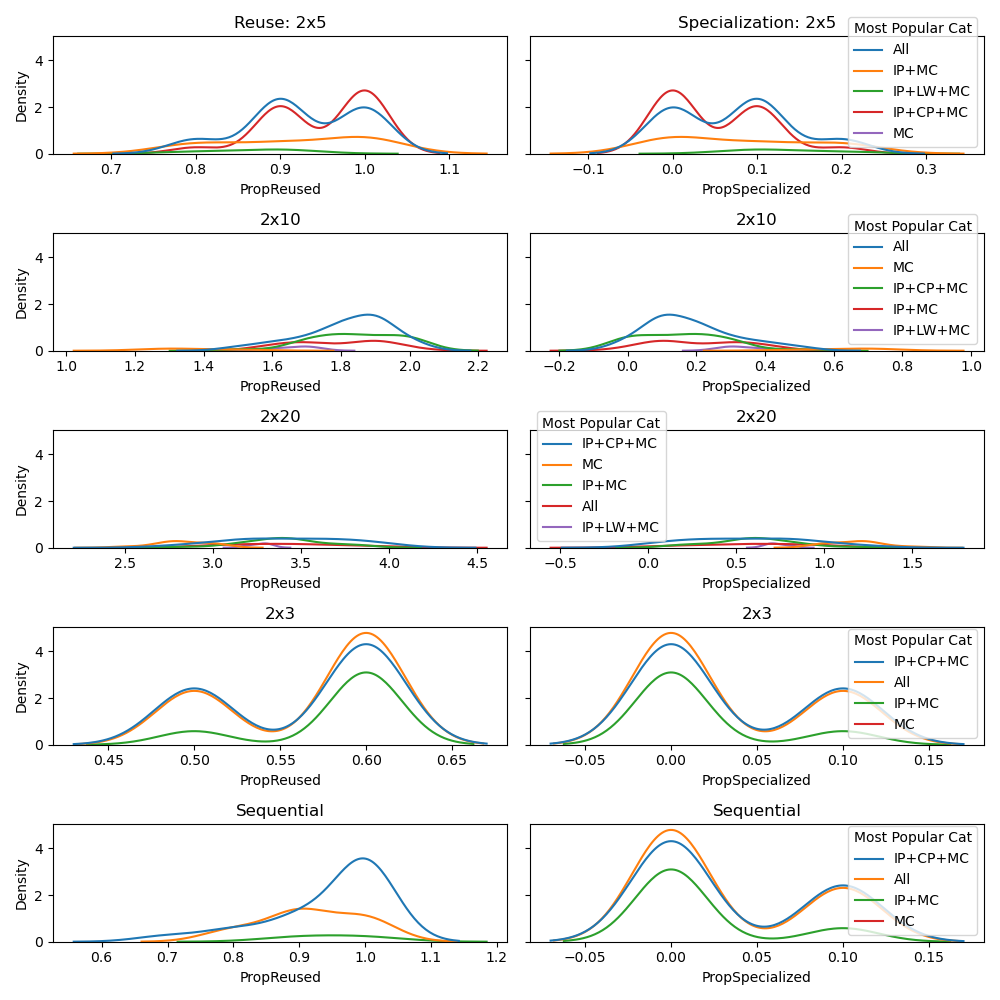 Reuse: 2x5
Density
4
2
0
0.7 0.8 0.9 1.0 1.1
PropReused
Specialization: 2x5
Most Popular Cat
All
IP+MC
IP+LW+MC
IP+CP+MC
MC
−0.1 0.0 0.1 0.2 0.3
PropSpecialized
2x10
Density
4
2
0
1.0 1.2 1.4 1.6 1.8 2.0 2.2
PropReused
2x10
Most Popular Cat
All
MC
IP+CP+MC
IP+MC
IP+LW+MC
−0.2 0.0 0.2 0.4 0.6 0.8 1.0
PropSpecialized
2x20
Density
4
2
0
2.5 3.0 3.5 4.0 4.5
PropReused
2x20
Most Popular Cat
IP+CP+MC
MC
IP+MC
All
IP+LW+MC
−0.5 0.0 0.5 1.0 1.5
PropSpecialized
2x3
Density
4
2
0
0.45 0.50 0.55 0.60 0.65
PropReused
2x3
Most Popular Cat
IP+CP+MC
All
IP+MC
MC
−0.05 0.00 0.05 0.10 0.15
PropSpecialized
Sequential
Density
4
2
0
0.6 0.7 0.8 0.9 1.0 1.1 1.2
PropReused
Sequential
Most Popular Cat
IP+CP+MC
All
IP+MC
MC
−0.05 0.00 0.05 0.10 0.15
PropSpecialized